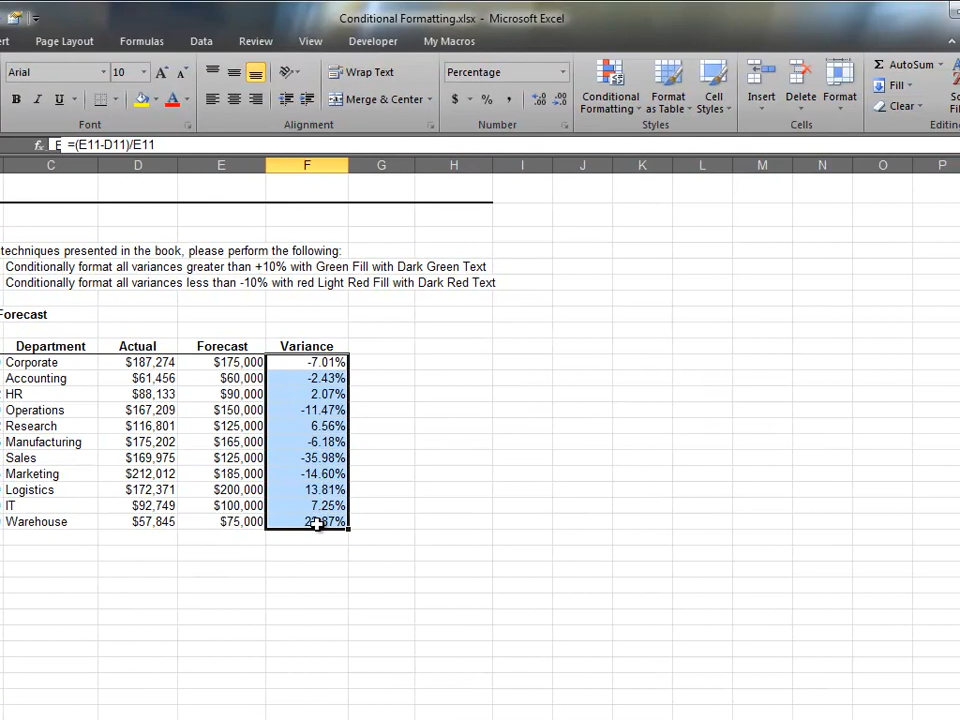 Conditional Formatting.xlsx - Microsoft Excel
ert Page Layout Formulas Data Review View Developer My Macros
Arial 10 A A Wrap Text Percentage Conditional Formatting Format as Table Cell Styles Insert Delete Format Σ AutoSum Fill Clear
B I U A Merge & Center $ % ,
Font Alignment Number Styles Cells Editin
fx =(E11-D11)/E11
C D E F G H I J K L M N O P
techniques presented in the book, please perform the following:
Conditionally format all variances greater than +10% with Green Fill with Dark Green Text
Conditionally format all variances less than -10% with red Light Red Fill with Dark Red Text
Forecast
Department Actual Forecast Variance
Corporate $187,274 $175,000 -7.01%
Accounting $61,456 $60,000 -2.43%
HR $88,133 $90,000 2.07%
Operations $167,209 $150,000 -11.47%
Research $116,801 $125,000 6.56%
Manufacturing $175,202 $165,000 -6.18%
Sales $169,975 $125,000 -35.98%
Marketing $212,012 $185,000 -14.60%
Logistics $172,371 $200,000 13.81%
IT $92,749 $100,000 7.25%
Warehouse $57,845 $75,000